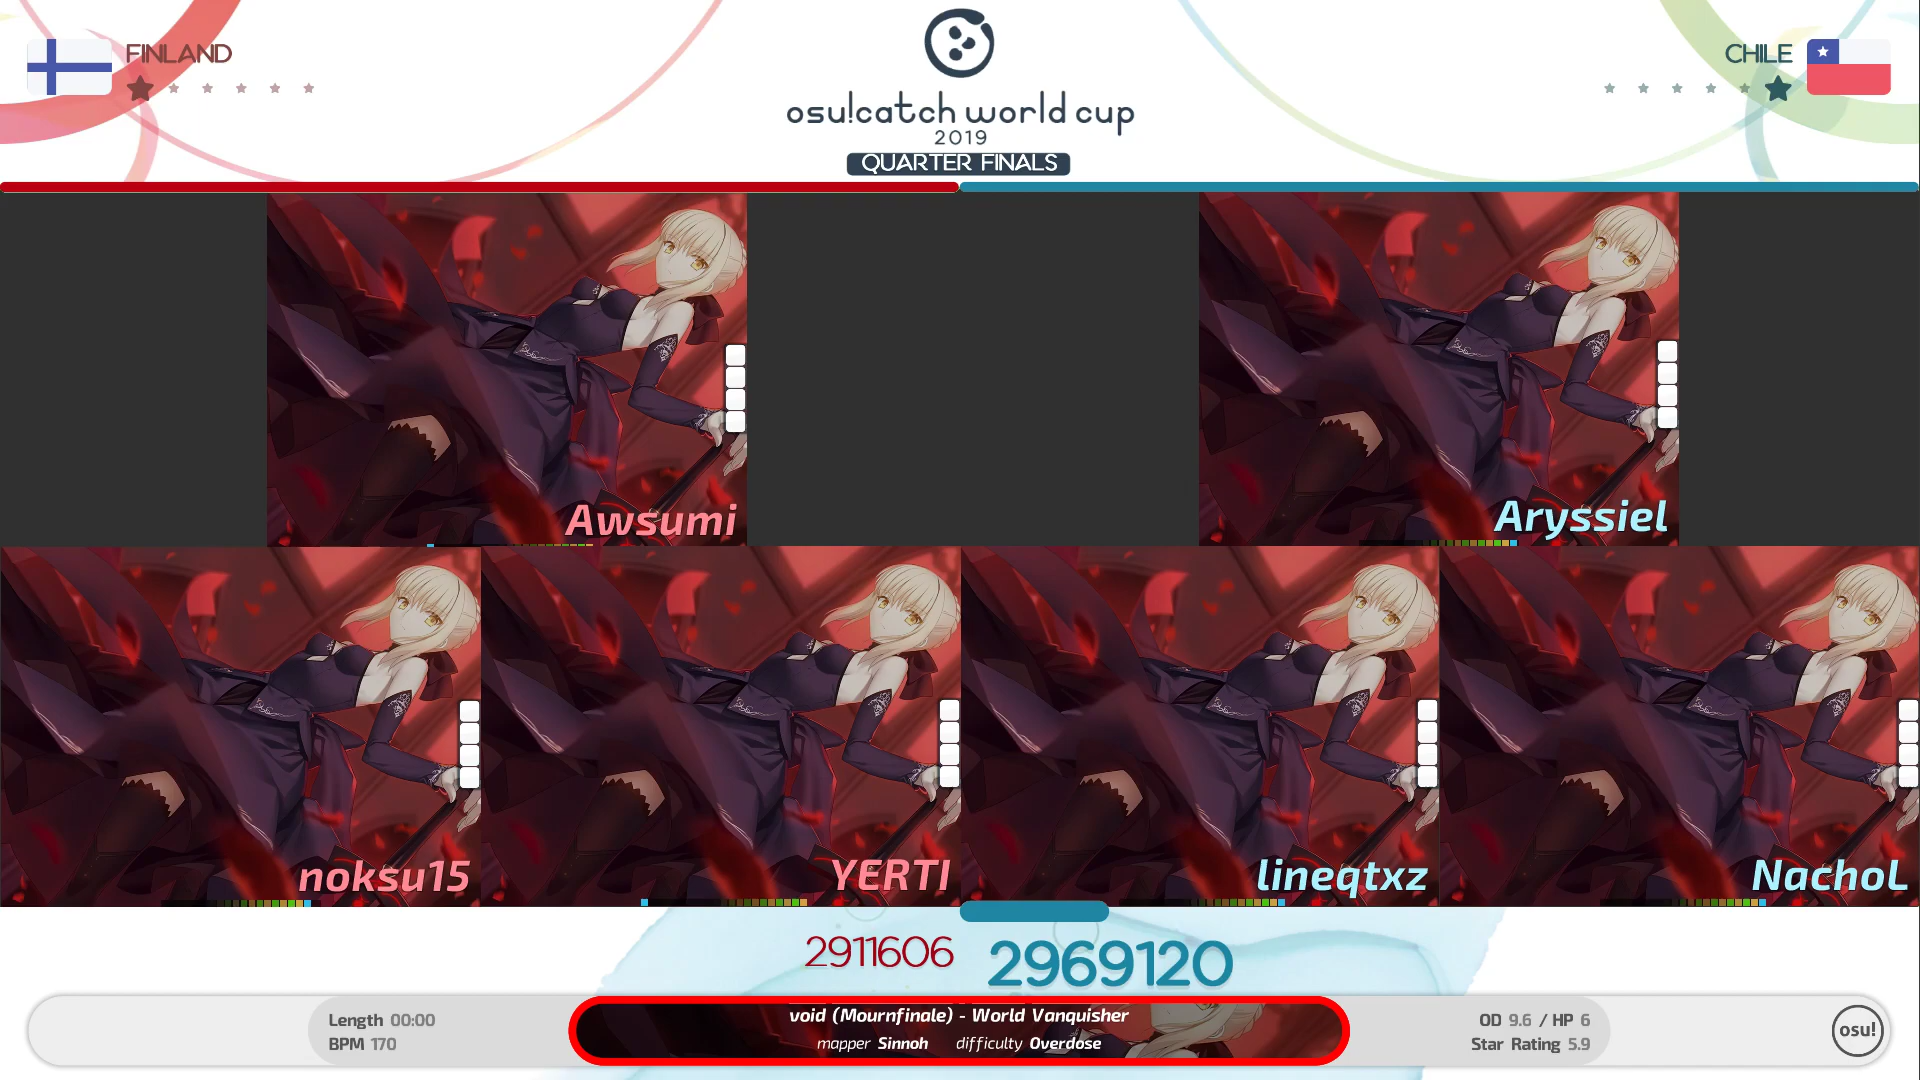 FINLAND
CHILE
osu!catch world cup
2019
QUARTER FINALS
Awsumi
Aryssiel
noksu15
YERTI
lineqtxz
NachoL
2911606
2969120
Length 00:00
BPM 170
void (Mournfinale) - World Vanquisher
mapper Sinnoh difficulty Overdose
OD 9.6 / HP 6
Star Rating 5.9
osu!